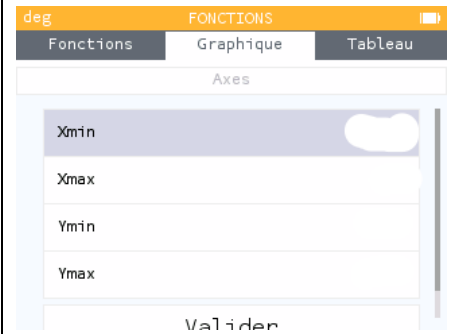 deg FONCTIONS
Fonctions Graphique Tableau
Axes
Xmin
Xmax
Ymin
Ymax
Valider